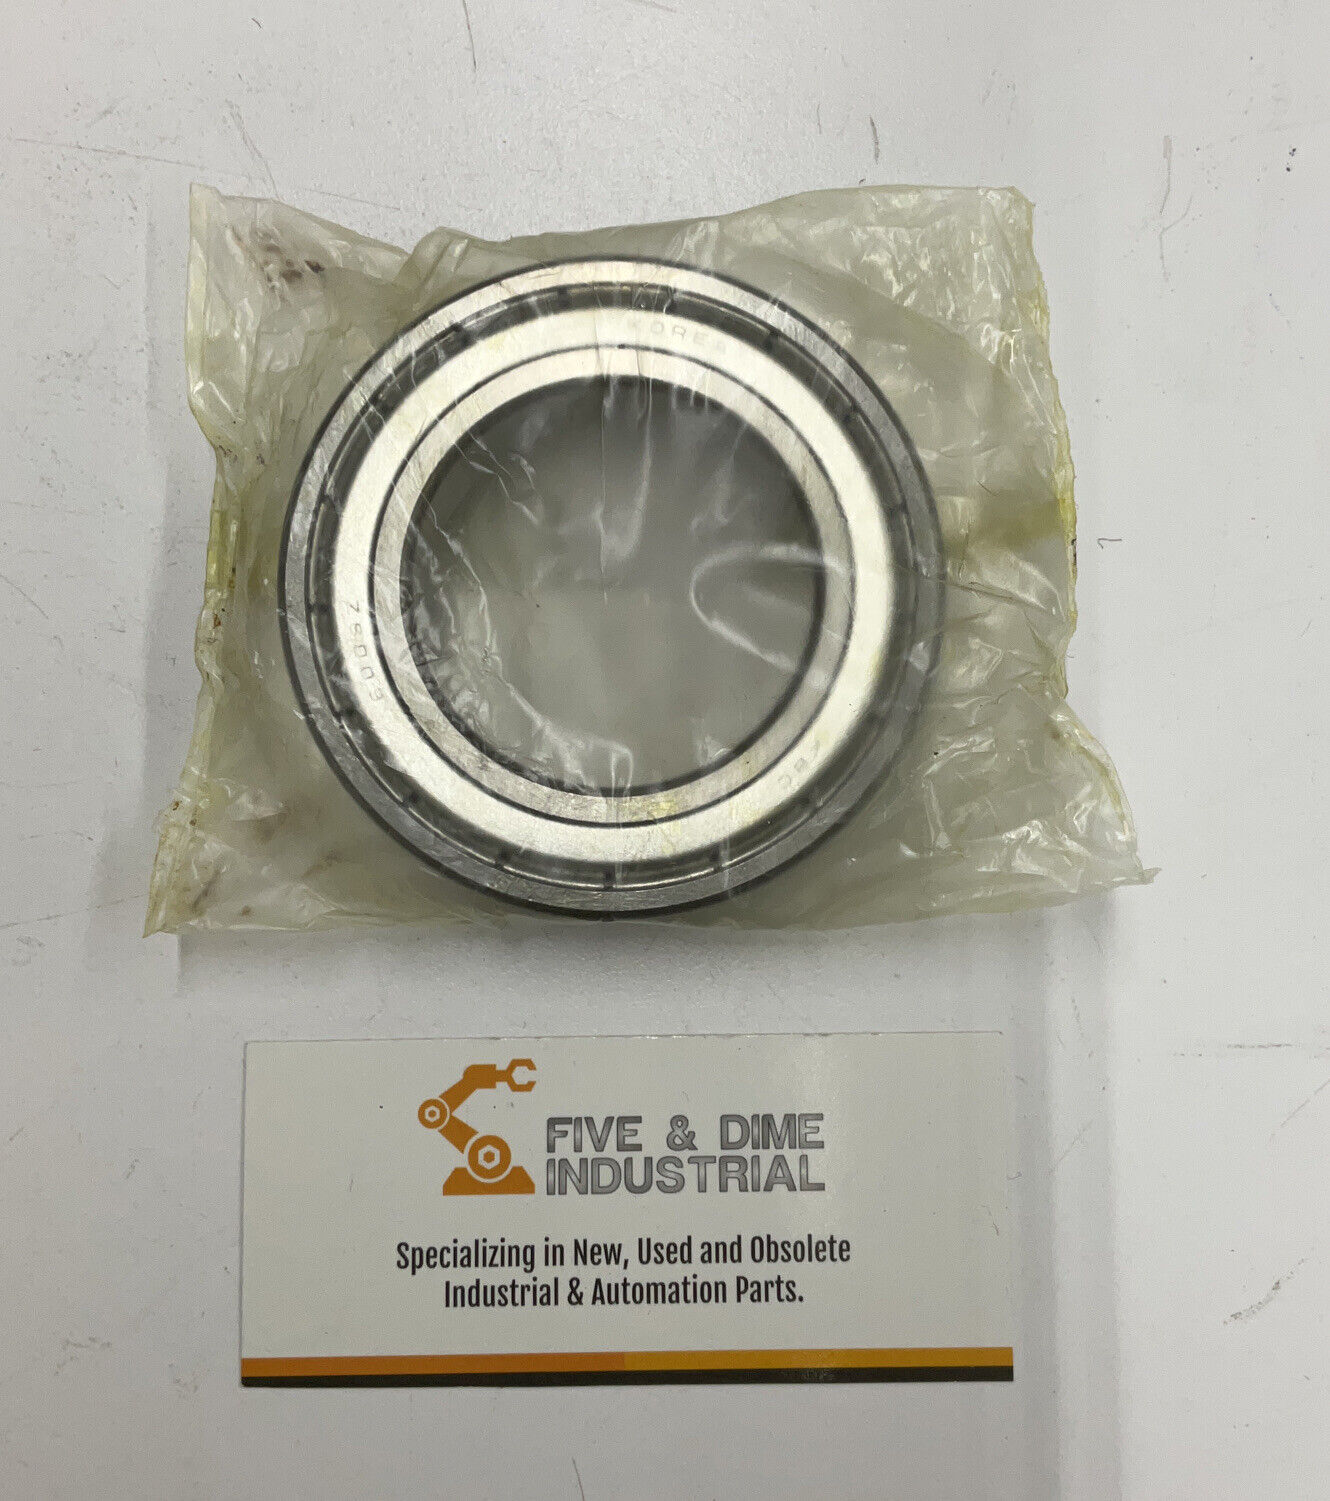 KOREA
FIVE & DIME
INDUSTRIAL
Specializing in New, Used and Obsolete
Industrial & Automation Parts.